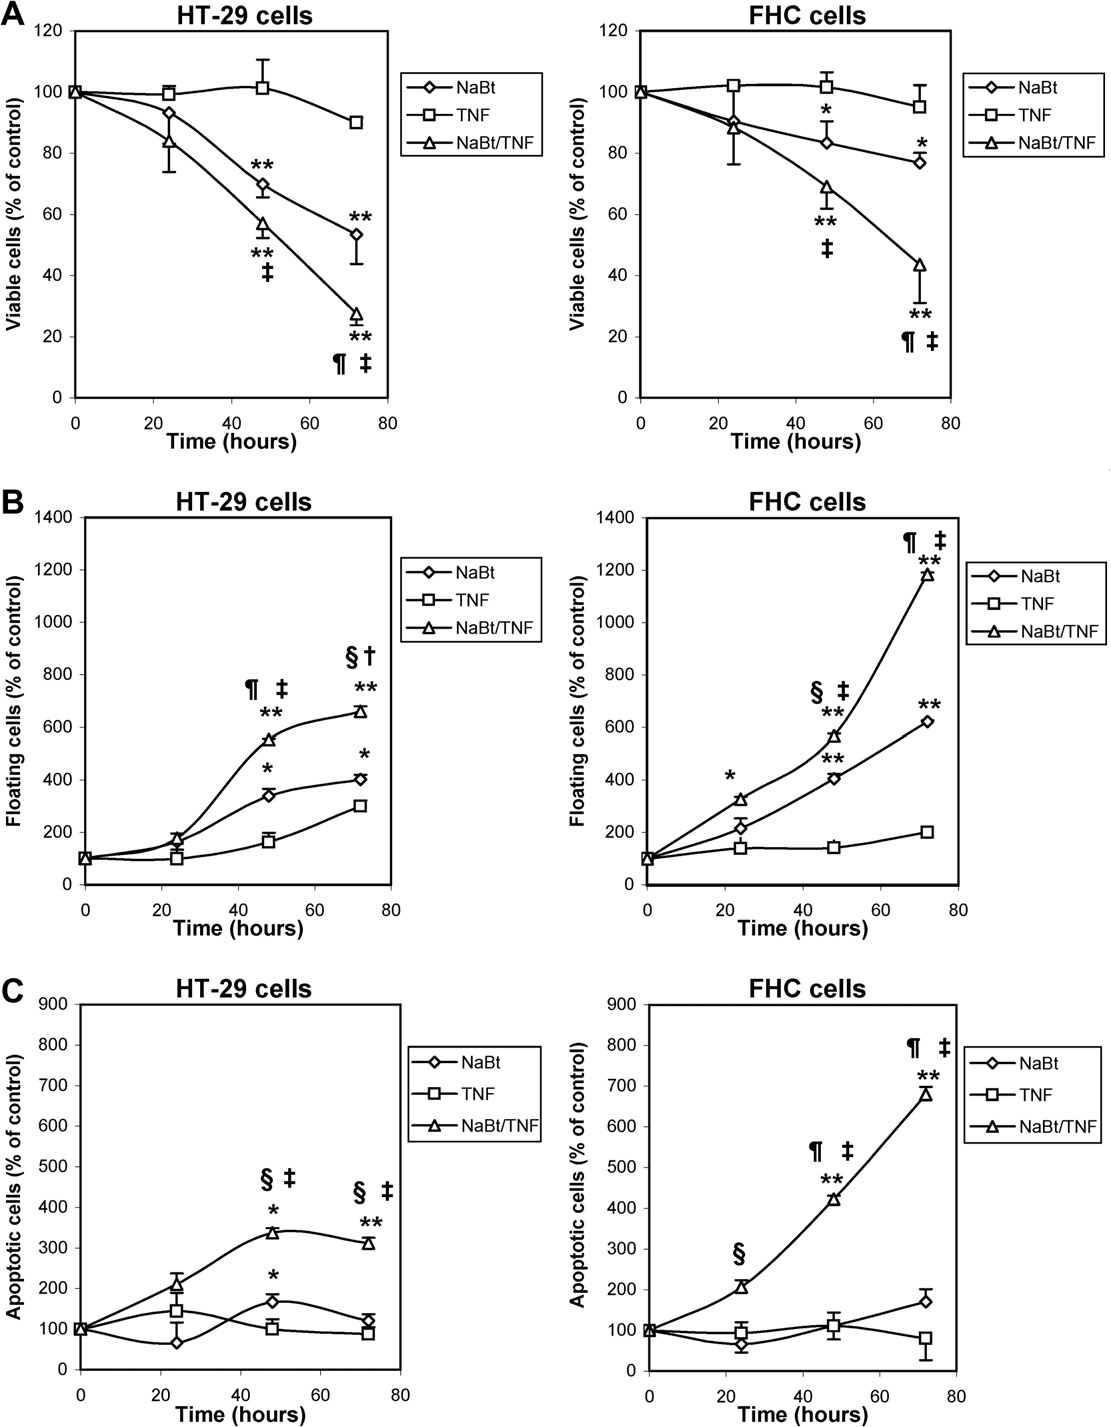 A
HT-29 cells
FHC cells
120
100
80
60
40
20
0
Viable cells (% of control)
** **
**
‡
**
¶ ‡
0 20 40 60 80
Time (hours)
NaBt
TNF
NaBt/TNF
120
100
80
60
40
20
0
Viable cells (% of control)
*
*
**
‡
**
¶ ‡
0 20 40 60 80
Time (hours)
NaBt
TNF
NaBt/TNF
B
HT-29 cells
FHC cells
1400
1200
1000
800
600
400
200
0
Floating cells (% of control)
§ †
**
¶ ‡
**
*
*
0 20 40 60 80
Time (hours)
NaBt
TNF
NaBt/TNF
1400
1200
1000
800
600
400
200
0
Floating cells (% of control)
¶ ‡
**
§ ‡
**
**
**
*
0 20 40 60 80
Time (hours)
NaBt
TNF
NaBt/TNF
C
HT-29 cells
FHC cells
900
800
700
600
500
400
300
200
100
0
Apoptotic cells (% of control)
§ ‡
*
§ ‡
**
*
0 20 40 60 80
Time (hours)
NaBt
TNF
NaBt/TNF
900
800
700
600
500
400
300
200
100
0
Apoptotic cells (% of control)
¶ ‡
**
¶ ‡
**
§
0 20 40 60 80
Time (hours)
NaBt
TNF
NaBt/TNF